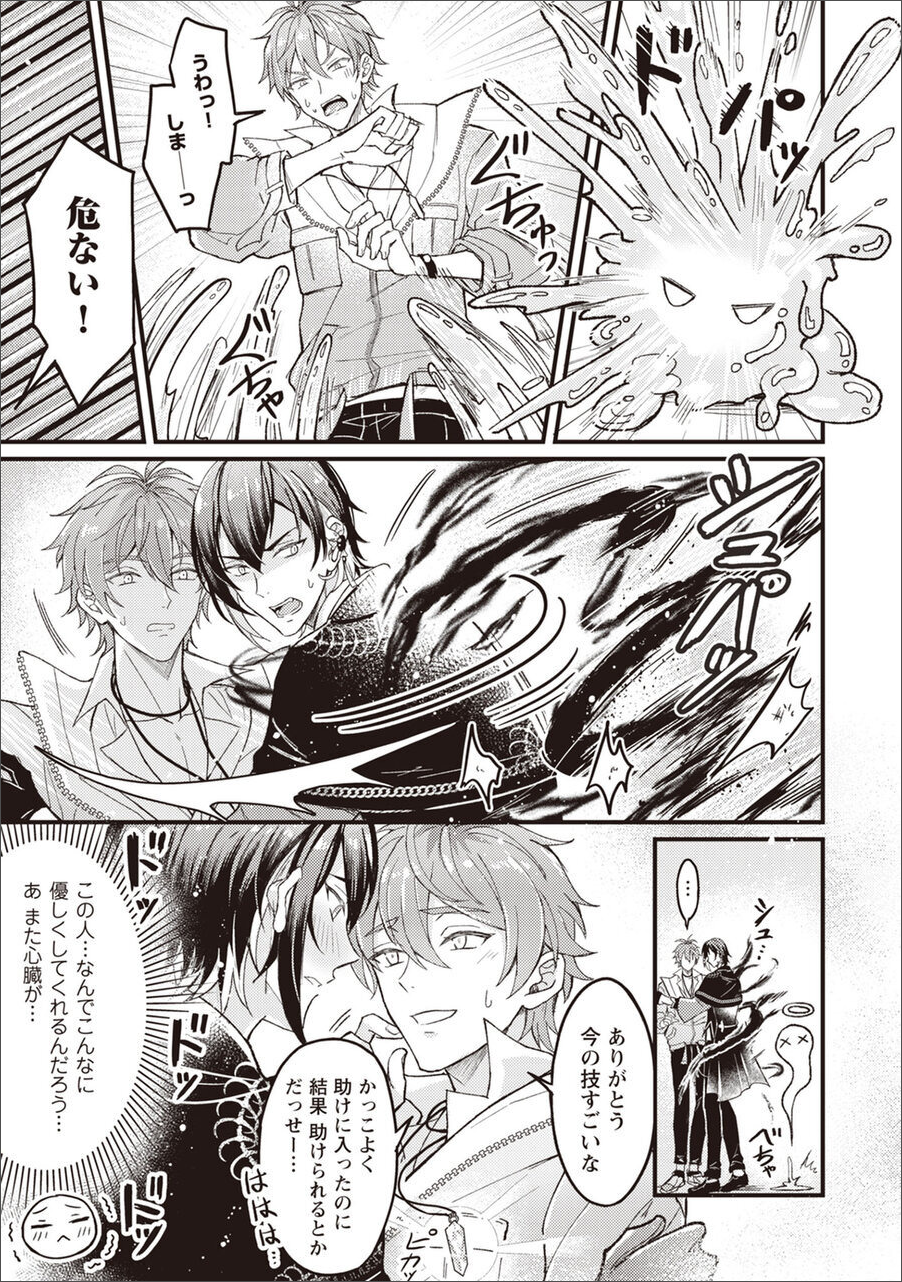 ドパッ
ぐちゅっ
うわっ!
しま
――っ
ぐちゃ
危ない!
ジュパッ
…
シュ…
べちゃ
ありがとう
今の技すごいな
かっこよく
助けに入ったのに
結果 助けられるとか
だっせー…
ははは…
ピカッ
ドッ
ドッ
ドッ
この人…なんでこんなに
優しくしてくれるんだろう…
あ また心臓が…